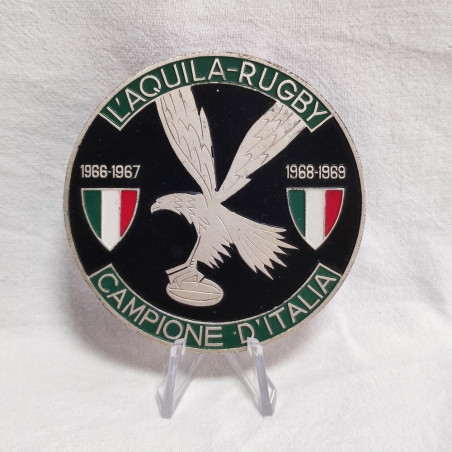 L'AQUILA-RUGBY
1966-1967
1968-1969
CAMPIONE D'ITALIA